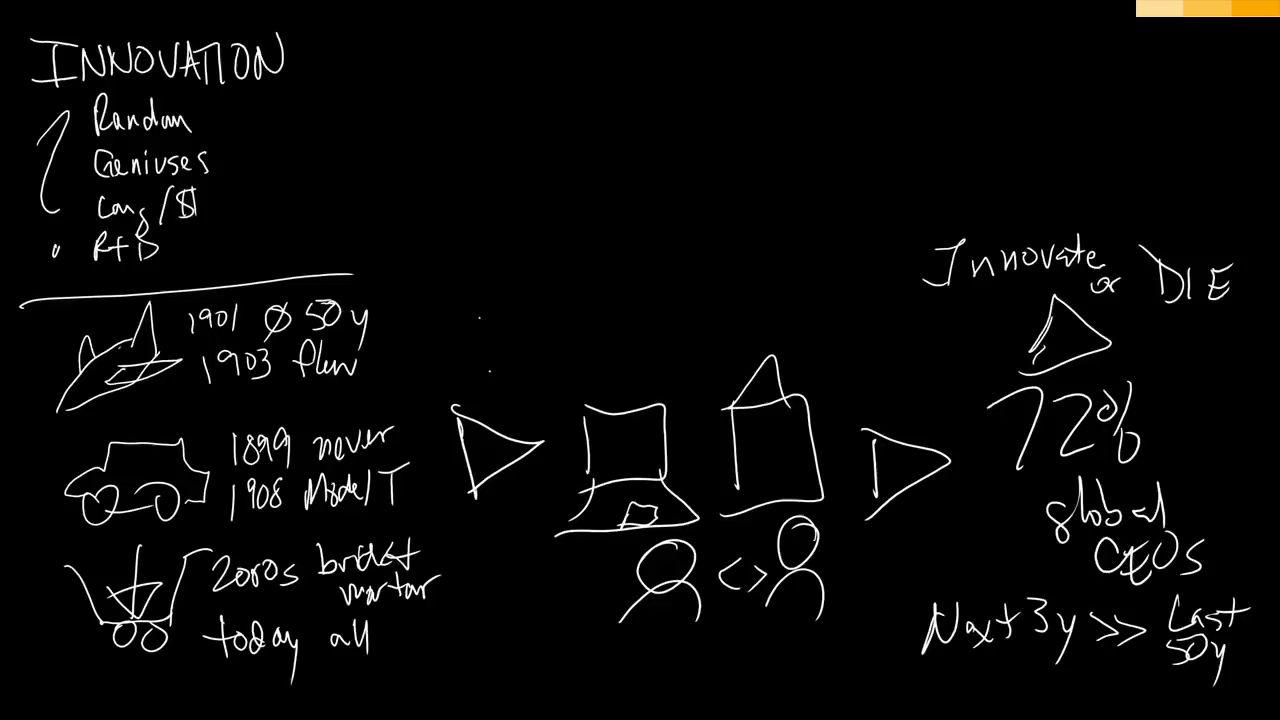 INNOVATION
Random
Geniuses
Long/$
R+D
1901 Ø 50y
1903 flew
1899 never
1908 Model T
2000s brick+
mortar
today all
<>
Innovate
or DIE
72%
global
CEOs
Next 3y >> Last
50y